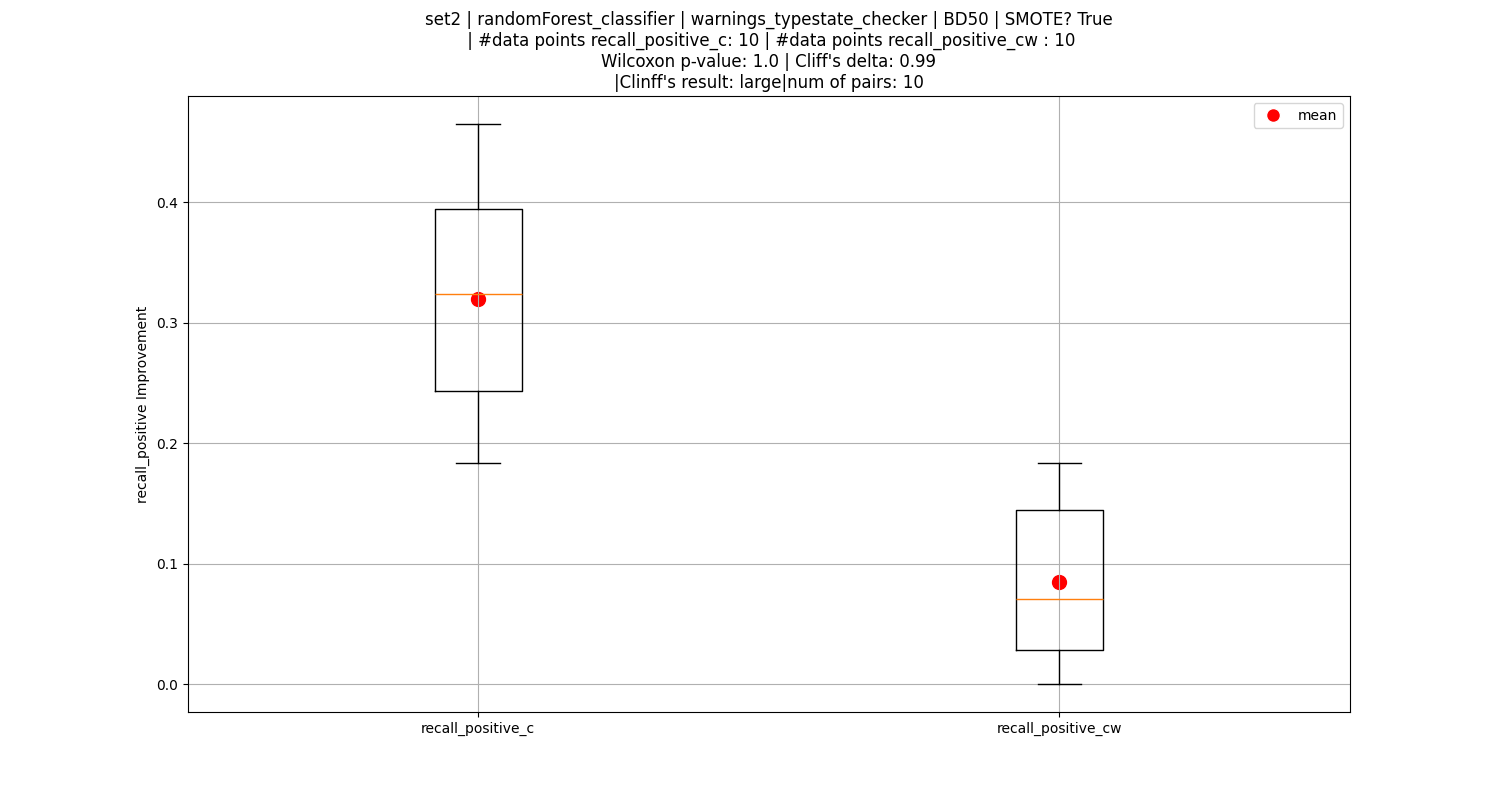 set2 | randomForest_classifier | warnings_typestate_checker | BD50 | SMOTE? True
| #data points recall_positive_c: 10 | #data points recall_positive_cw : 10
Wilcoxon p-value: 1.0 | Cliff's delta: 0.99
|Clinff's result: large|num of pairs: 10
mean
0.4
0.3
0.2
0.1
0.0
recall_positive Improvement
recall_positive_c
recall_positive_cw